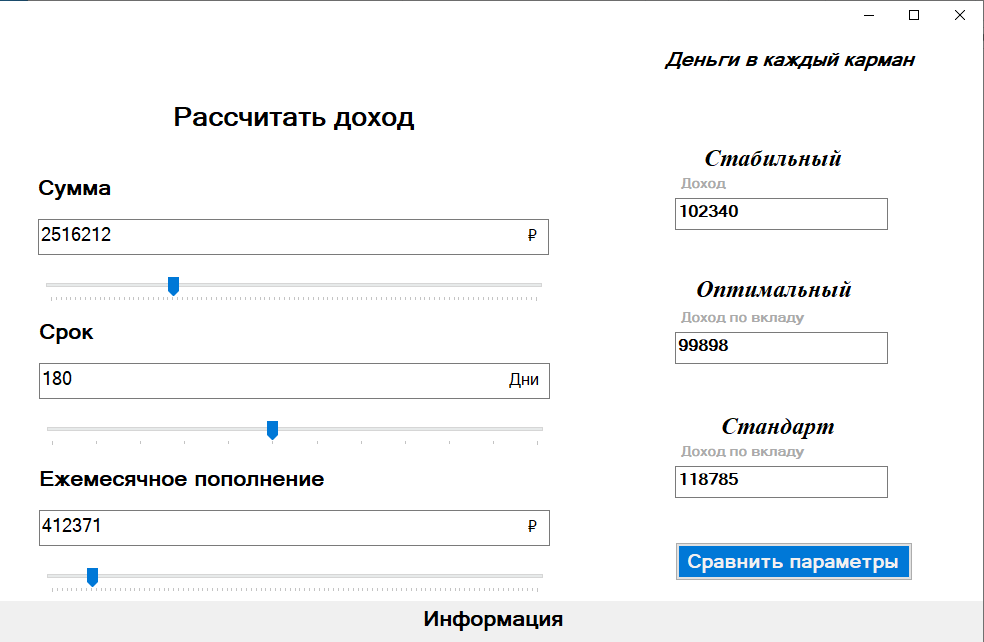 Деньги в каждый карман
Рассчитать доход
Сумма
2516212 ₽
Срок
180 Дни
Ежемесячное пополнение
412371 ₽
Стабильный
Доход
102340
Оптимальный
Доход по вкладу
99898
Стандарт
Доход по вкладу
118785
Сравнить параметры
Информация